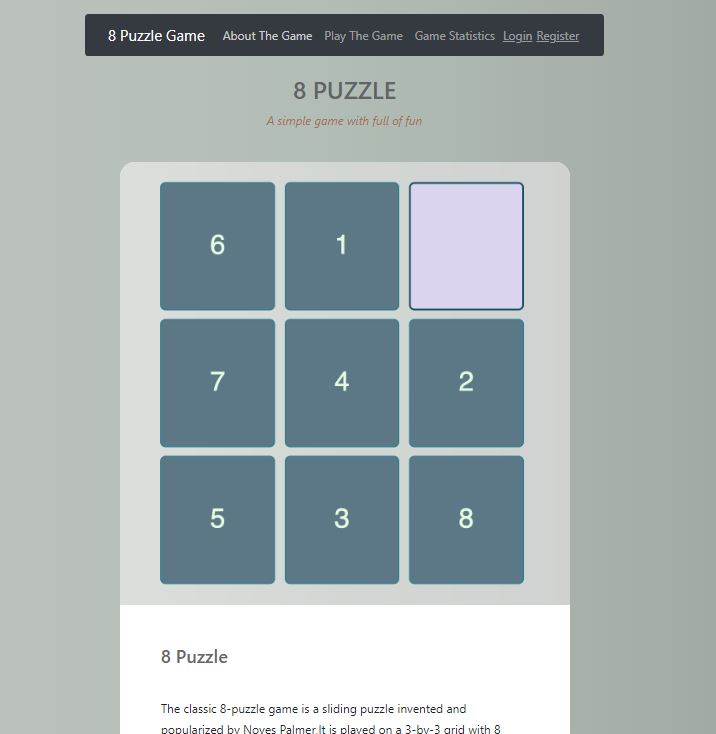 8 Puzzle Game About The Game Play The Game Game Statistics Login Register
8 PUZZLE
A simple game with full of fun
6 1
7 4 2
5 3 8
8 Puzzle
The classic 8-puzzle game is a sliding puzzle invented and
popularized by Noyes Palmer.It is played on a 3-by-3 grid with 8